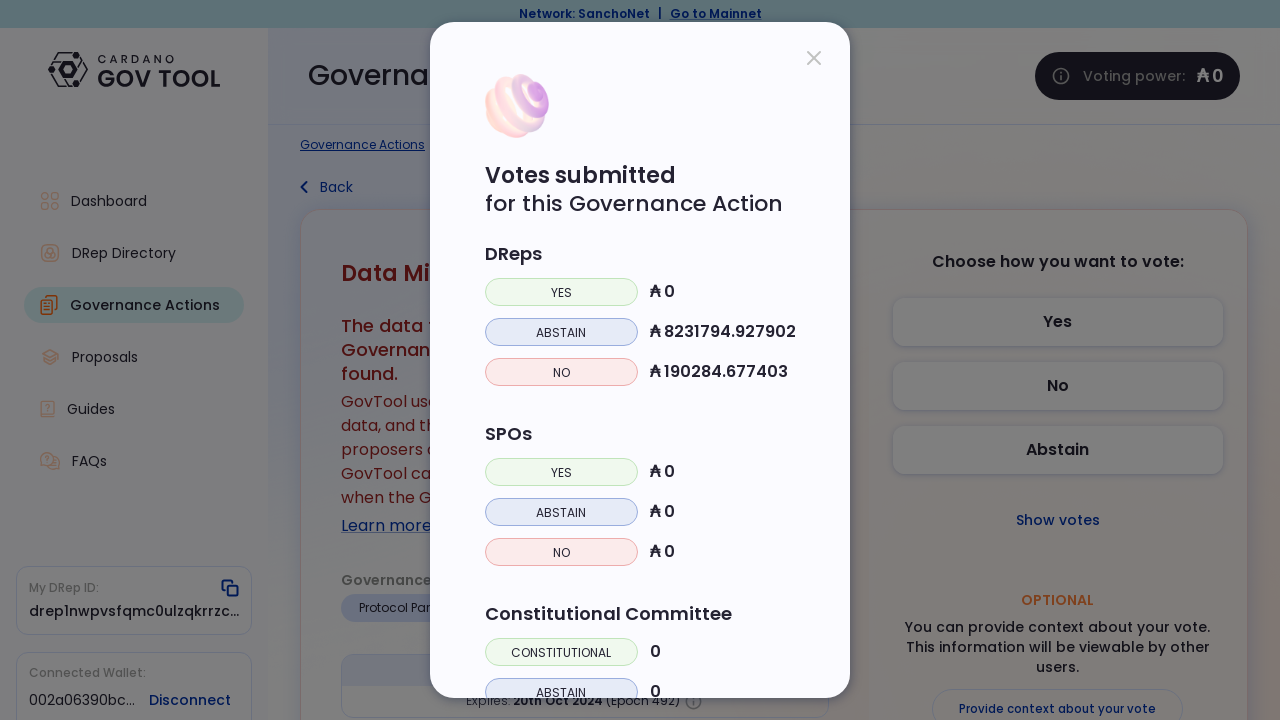 Network: SanchoNet | Go to Mainnet
CARDANO
GOV TOOL
Dashboard
DRep Directory
Governance Actions
Proposals
Guides
FAQs
My DRep ID:
drep1nwpvsfqmc0ulzqkrrzc...
Connected Wallet:
002a06390bc... Disconnect
Governa
Voting power: ₳ 0
Governance Actions
Back
Data Mi
The data
Governan
found.
GovTool us
data, and th
proposers
GovTool ca
when the G
Learn more
Governance
Protocol Par
Expires: 20th Oct 2024 (Epoch 492)
Votes submitted
for this Governance Action
DReps
YES ₳ 0
ABSTAIN ₳ 8231794.927902
NO ₳ 190284.677403
SPOs
YES ₳ 0
ABSTAIN ₳ 0
NO ₳ 0
Constitutional Committee
CONSTITUTIONAL 0
ABSTAIN 0
Choose how you want to vote:
Yes
No
Abstain
Show votes
OPTIONAL
You can provide context about your vote.
This information will be viewable by other
users.
Provide context about your vote